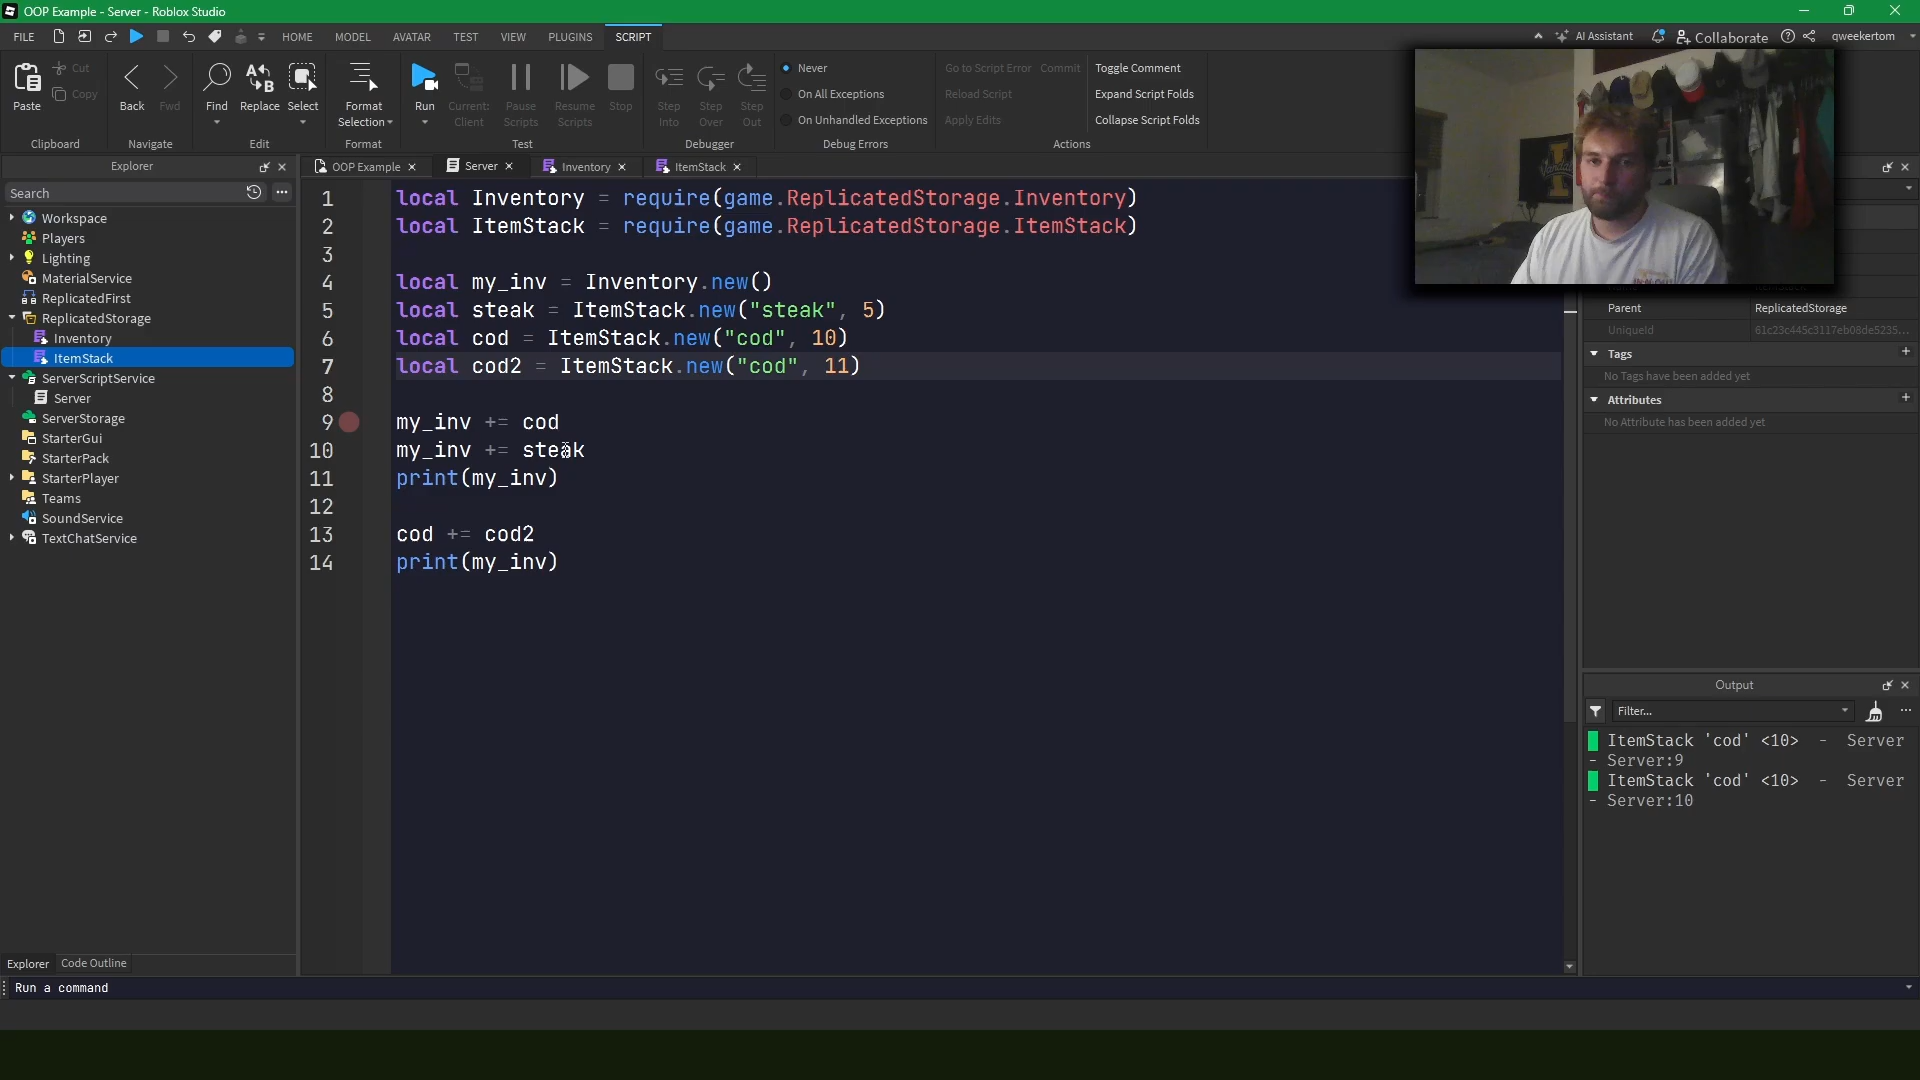 OOP Example - Server - Roblox Studio
FILE
HOME
MODEL
AVATAR
TEST
VIEW
PLUGINS
SCRIPT
AI Assistant
Collaborate
qweekertom
Paste
Cut
Copy
Clipboard
Back
Fwd
Navigate
Find
Replace
Select
Edit
Format
Selection
Format
Run
Current:
Client
Pause
Scripts
Resume
Scripts
Stop
Test
Step
Into
Step
Over
Step
Out
Debugger
Never
On All Exceptions
On Unhandled Exceptions
Debug Errors
Go to Script Error
Commit
Reload Script
Apply Edits
Toggle Comment
Expand Script Folds
Collapse Script Folds
Actions
Explorer
Search
Workspace
Players
Lighting
MaterialService
ReplicatedFirst
ReplicatedStorage
Inventory
ItemStack
ServerScriptService
Server
ServerStorage
StarterGui
StarterPack
StarterPlayer
Teams
SoundService
TextChatService
Explorer
Code Outline
OOP Example
Server
Inventory
ItemStack
1 local Inventory = require(game.ReplicatedStorage.Inventory)
2 local ItemStack = require(game.ReplicatedStorage.ItemStack)
3
4 local my_inv = Inventory.new()
5 local steak = ItemStack.new("steak", 5)
6 local cod = ItemStack.new("cod", 10)
7 local cod2 = ItemStack.new("cod", 11)
8
9 my_inv += cod
10 my_inv += steak
11 print(my_inv)
12
13 cod += cod2
14 print(my_inv)
Parent ReplicatedStorage
UniqueId 61c23c445c3117eb08de5235...
Tags
No Tags have been added yet
Attributes
No Attribute has been added yet
Output
Filter...
ItemStack 'cod' <10> - Server
- Server:9
ItemStack 'cod' <10> - Server
- Server:10
Run a command